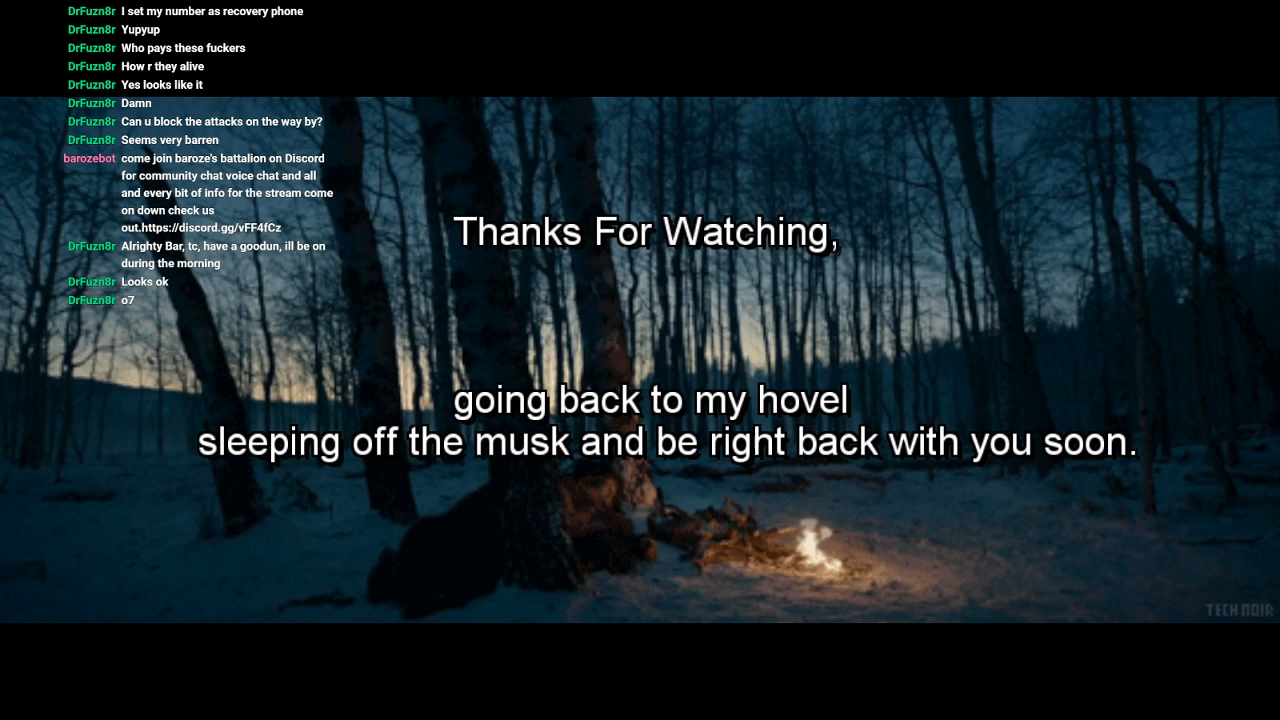 DrFuzn8r I set my number as recovery phone
DrFuzn8r Yupyup
DrFuzn8r Who pays these fuckers
DrFuzn8r How r they alive
DrFuzn8r Yes looks like it
DrFuzn8r Damn
DrFuzn8r Can u block the attacks on the way by?
DrFuzn8r Seems very barren
barozebot come join baroze's battalion on Discord
for community chat voice chat and all
and every bit of info for the stream come
on down check us
out.https://discord.gg/vFF4fCz
DrFuzn8r Alrighty Bar, tc, have a goodun, ill be on
during the morning
DrFuzn8r Looks ok
DrFuzn8r o7
Thanks For Watching,
going back to my hovel
sleeping off the musk and be right back with you soon.
TECH NOIR